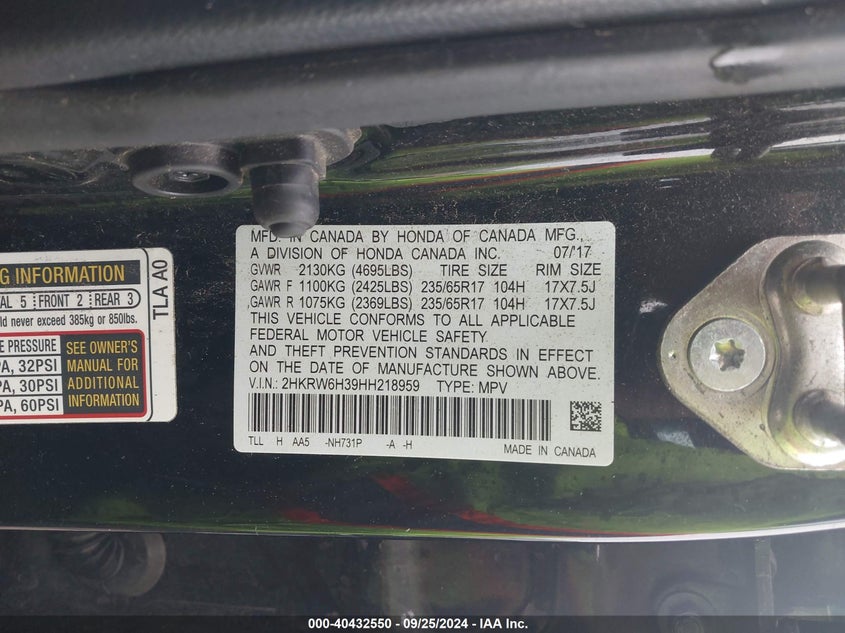 G INFORMATION
AL 5 FRONT 2 REAR 3
ld never exceed 385kg or 850lbs.
E PRESSURE
PA, 32PSI
PA, 30PSI
PA, 60PSI
SEE OWNER'S
MANUAL FOR
ADDITIONAL
INFORMATION
TLA A0
MFD. IN CANADA BY HONDA OF CANADA MFG.,
A DIVISION OF HONDA CANADA INC. 07/17
GVWR 2130KG (4695LBS) TIRE SIZE RIM SIZE
GAWR F 1100KG (2425LBS) 235/65R17 104H 17X7.5J
GAWR R 1075KG (2369LBS) 235/65R17 104H 17X7.5J
THIS VEHICLE CONFORMS TO ALL APPLICABLE
FEDERAL MOTOR VEHICLE SAFETY
AND THEFT PREVENTION STANDARDS IN EFFECT
ON THE DATE OF MANUFACTURE SHOWN ABOVE.
V.I.N.: 2HKRW6H39HH218959 TYPE: MPV
TLL H AA5 -NH731P -A -H
MADE IN CANADA
000-40432550 - 09/25/2024 - IAA Inc.